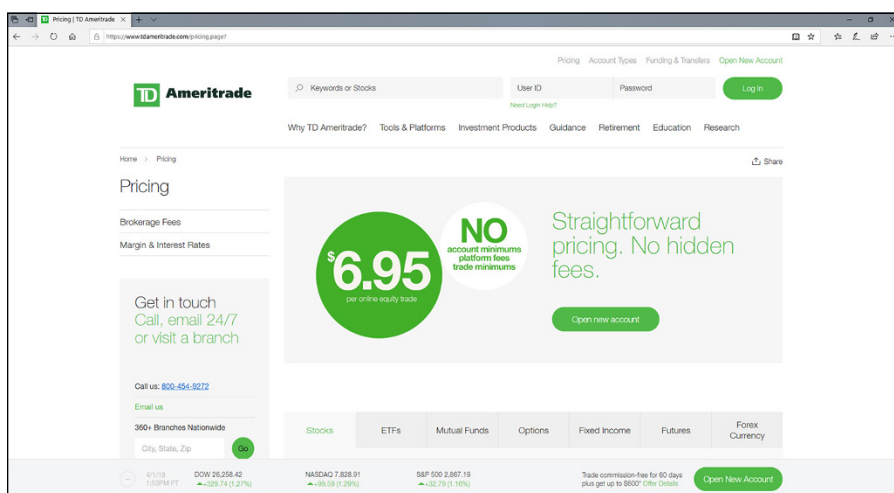 Pricing | TD Ameritrade
https://www.tdameritrade.com/pricing.page?
Pricing Account Types Funding & Transfers Open New Account
TD Ameritrade
Keywords or Stocks
User ID
Password
Log In
Need Login Help?
Why TD Ameritrade? Tools & Platforms Investment Products Guidance Retirement Education Research
Home > Pricing
Share
Pricing
Brokerage Fees
Margin & Interest Rates
$6.95
per online equity trade
NO
account minimums
platform fees
trade minimums
Straightforward
pricing. No hidden
fees.
Open new account
Get in touch
Call, email 24/7
or visit a branch
Call us: 800-454-9272
Email us
360+ Branches Nationwide
City, State, Zip
Go
Stocks ETFs Mutual Funds Options Fixed Income Futures Forex
Currency
4/1/19
1:53PM PT
DOW 26,258.42
+329.74 (1.27%)
NASDAQ 7,828.91
+99.59 (1.29%)
S&P 500 2,867.19
+32.79 (1.16%)
Trade commission-free for 60 days
plus get up to $600* Offer Details
Open New Account